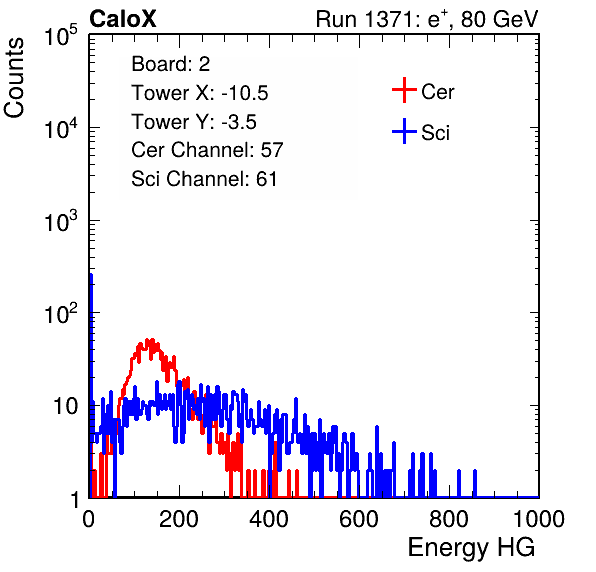 CaloX Run 1371: e⁺, 80 GeV
Counts
Board: 2
Tower X: -10.5
Tower Y: -3.5
Cer Channel: 57
Sci Channel: 61
Cer
Sci
10⁵
10⁴
10³
10²
10
1
0 200 400 600 800 1000
Energy HG